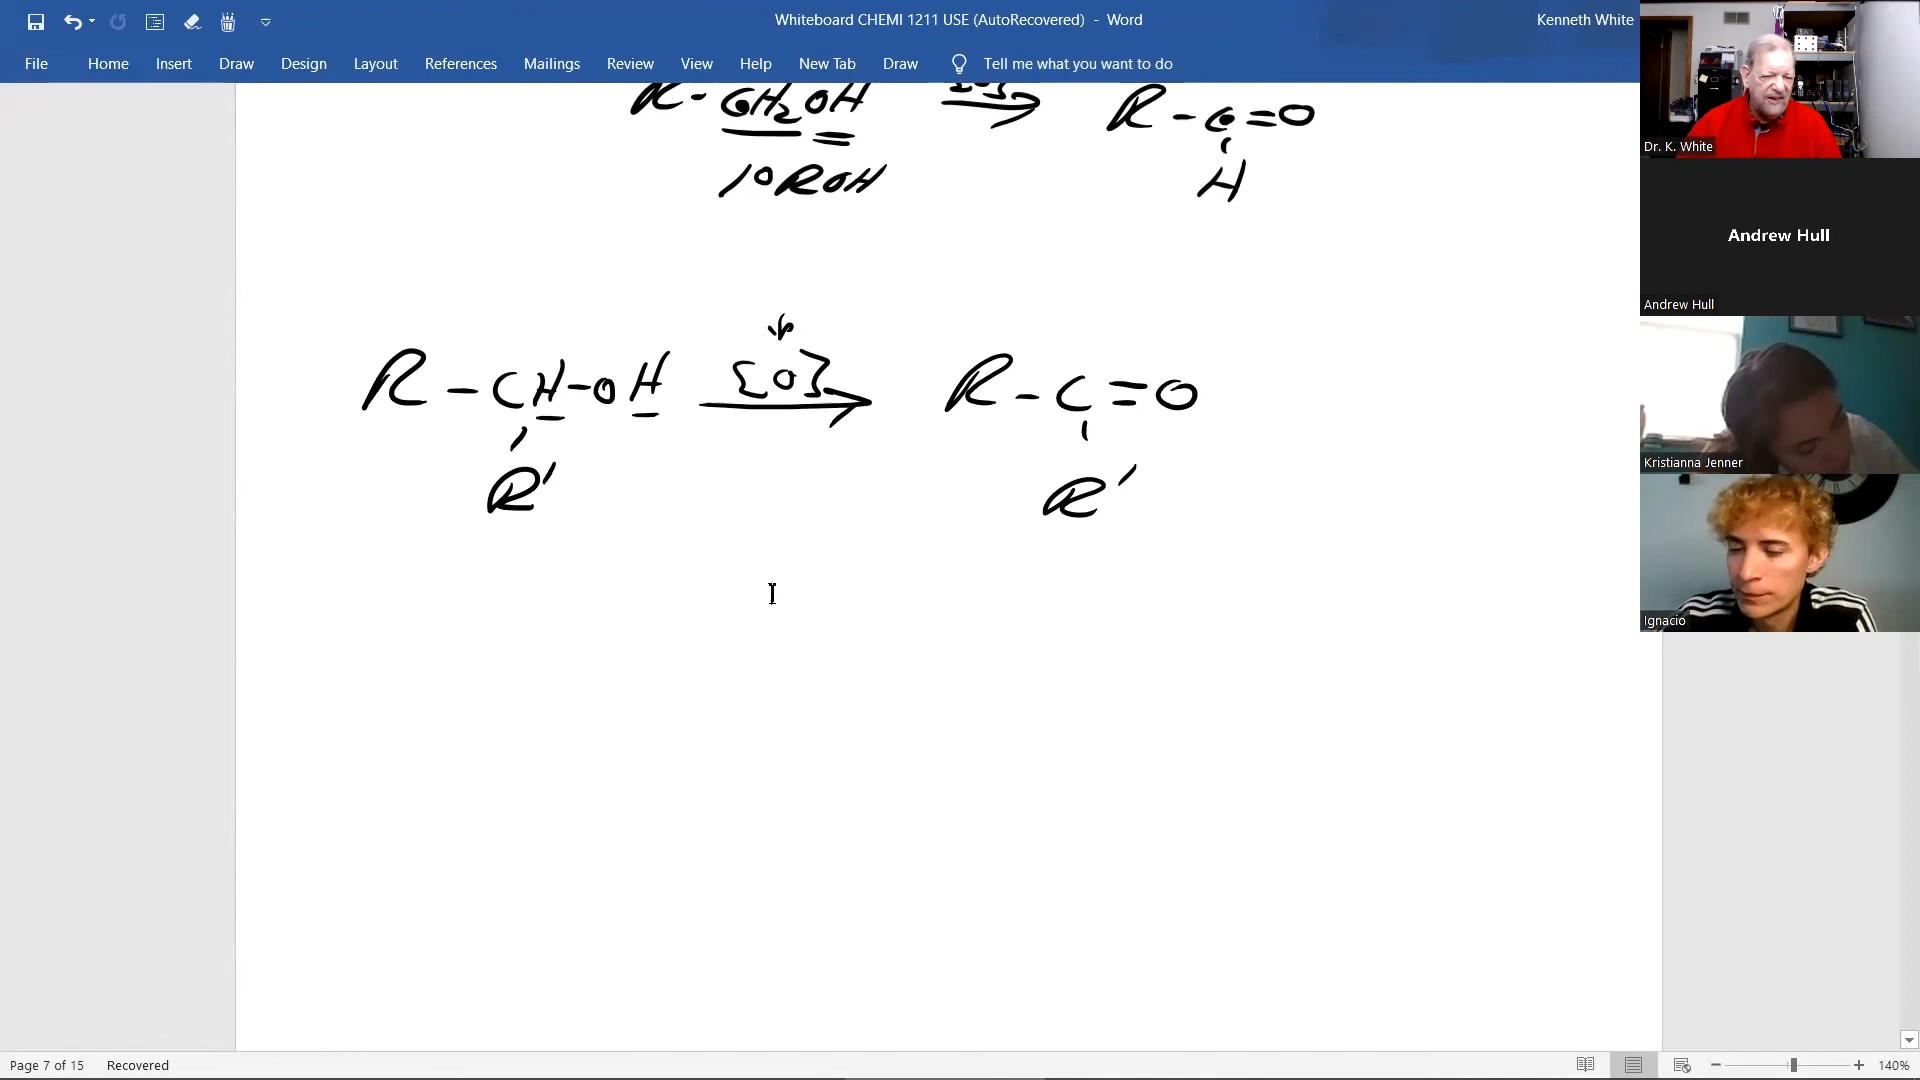 Whiteboard CHEMI 1211 USE (AutoRecovered) - Word
Kenneth White
File Home Insert Draw Design Layout References Mailings Review View Help New Tab Draw Tell me what you want to do
R-CH2OH → R-C=O
H
1° ROH
R-CH-OH {O} → R-C=O
R' R'
Dr. K. White
Andrew Hull
Andrew Hull
Kristianna Jenner
Ignacio
Page 7 of 15 Recovered
140%